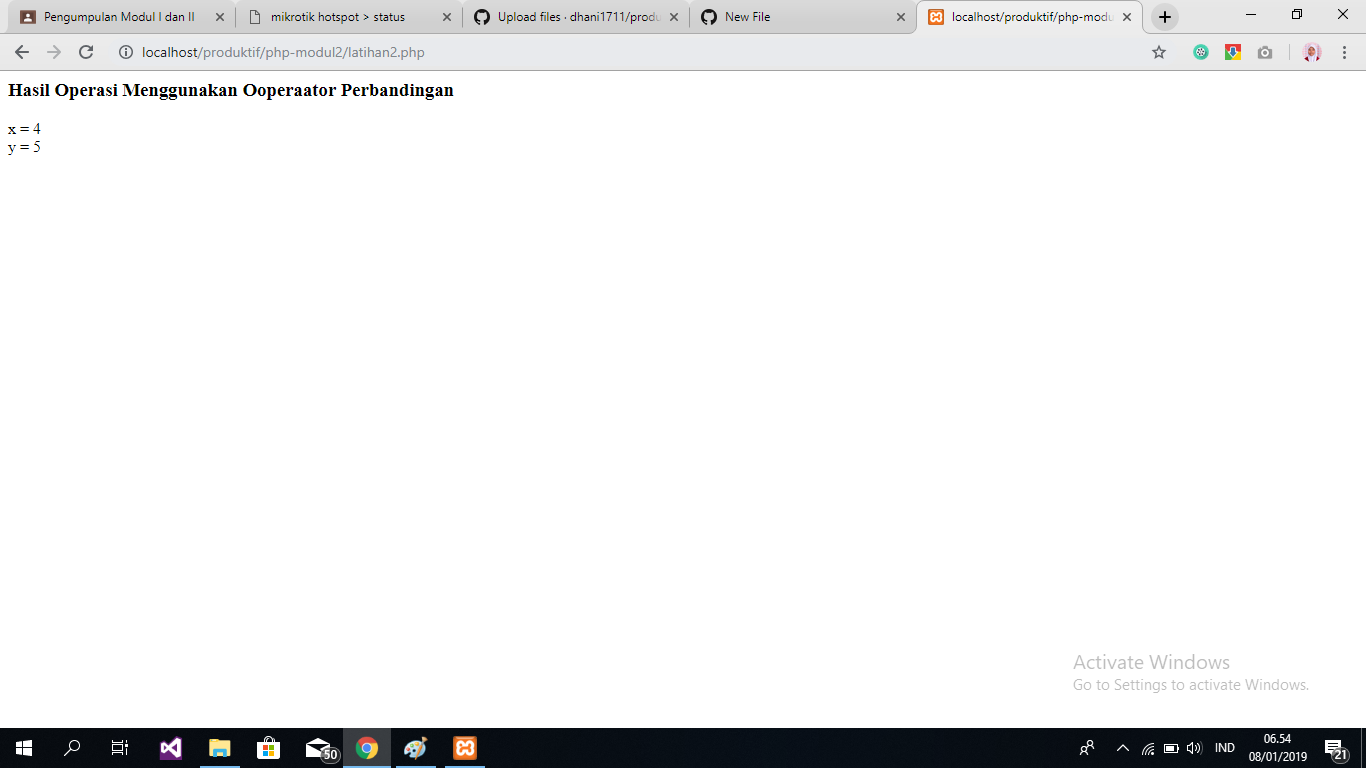 Pengumpulan Modul I dan II
mikrotik hotspot > status
Upload files · dhani1711/produ
New File
localhost/produktif/php-modu
localhost/produktif/php-modul2/latihan2.php
Hasil Operasi Menggunakan Ooperaator Perbandingan
x = 4
y = 5
Activate Windows
Go to Settings to activate Windows.
50
IND
06.54
08/01/2019
21